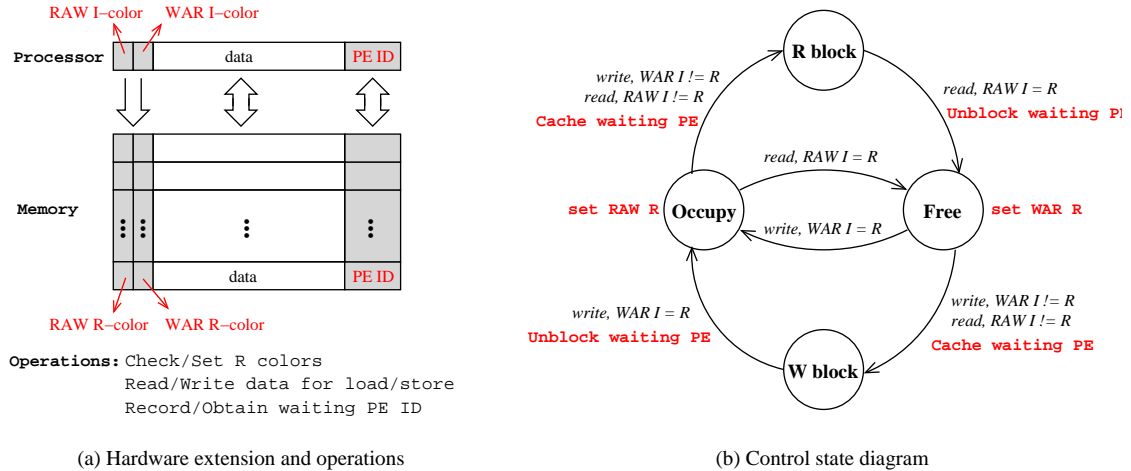 RAW I–color WAR I–color
Processor data PE ID
Memory
data PE ID
RAW R–color WAR R–color
Operations: Check/Set R colors
Read/Write data for load/store
Record/Obtain waiting PE ID
(a) Hardware extension and operations
R block
write, WAR I != R
read, RAW I != R
Cache waiting PE
read, RAW I = R
Unblock waiting PE
read, RAW I = R
set RAW R Occupy Free set WAR R
write, WAR I = R
write, WAR I = R
Unblock waiting PE
write, WAR I != R
read, RAW I != R
Cache waiting PE
W block
(b) Control state diagram